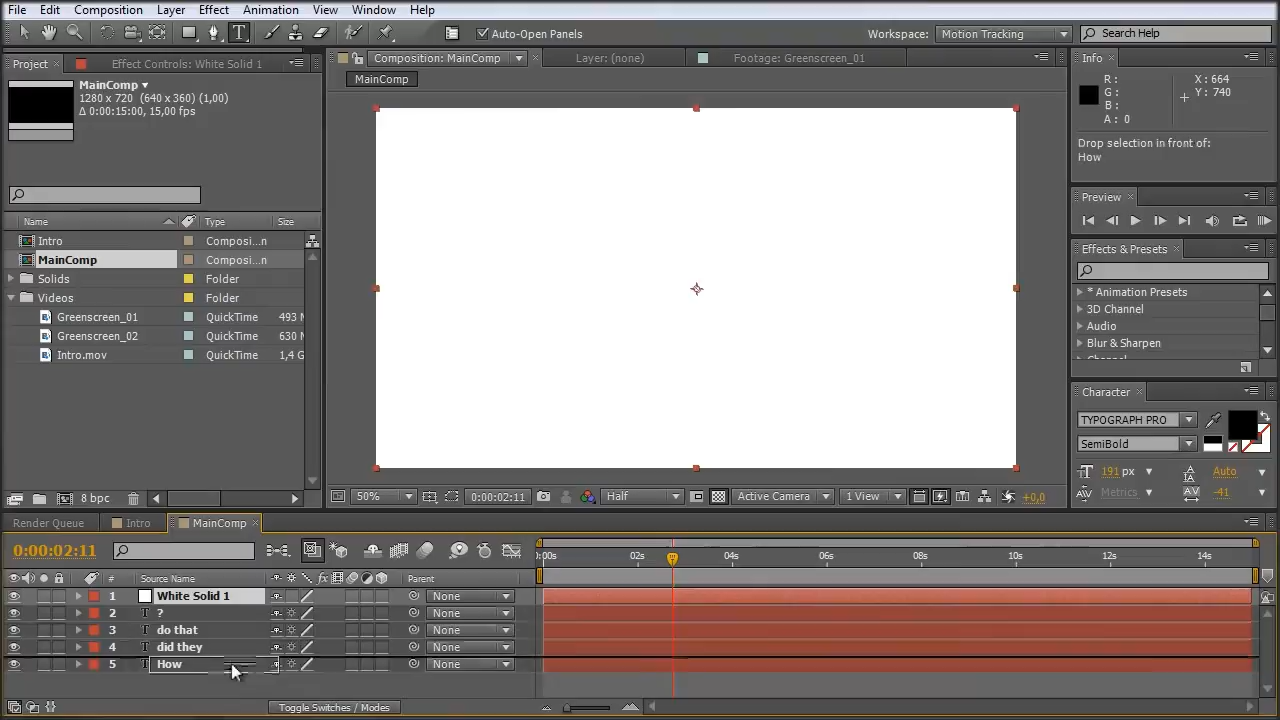 File Edit Composition Layer Effect Animation View Window Help
T Auto-Open Panels Workspace: Motion Tracking Search Help
Project Effect Controls: White Solid 1 Composition: MainComp Layer: (none) Footage: Greenscreen_01 Info
MainComp
MainComp
1280 x 720 (640 x 360) (1,00)
Δ 0:00:15:00, 15,00 fps
R : X : 664
G : Y : 740
B :
A : 0
Drop selection in front of:
How
Preview
Name Type Size
Intro Composi...n
MainComp Composi...n
Solids Folder
Videos Folder
Greenscreen_01 QuickTime 493 M
Greenscreen_02 QuickTime 630 M
Intro.mov QuickTime 1,4 G
Effects & Presets
* Animation Presets
3D Channel
Audio
Blur & Sharpen
Character
TYPOGRAPH PRO
SemiBold
191 px Auto
Metrics -41
8 bpc 50% 0:00:02:11 Half Active Camera 1 View +0,0
Render Queue Intro MainComp
0:00:02:11 :00s 02s 04s 06s 08s 10s 12s 14s
# Source Name Parent
1 White Solid 1 None
2 T ? None
3 T do that None
4 T did they None
5 T How None
Toggle Switches / Modes